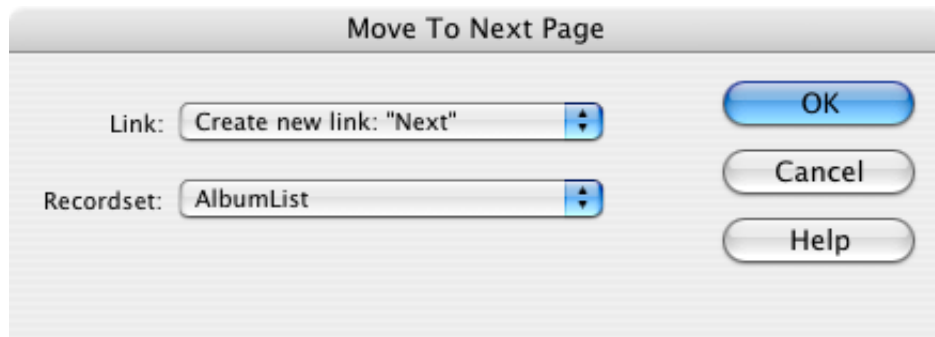 Move To Next Page
Link: Create new link: "Next"
OK
Cancel
Recordset: AlbumList
Help